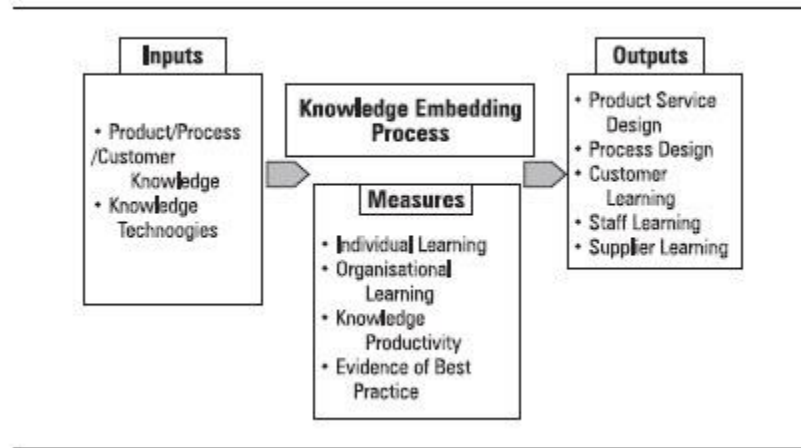 Inputs
• Product/Process
/Customer
Knowledge
• Knowledge
Technoogies
Knowledge Embedding
Process
Measures
• Individual Learning
• Organisational
Learning
• Knowledge
Productivity
• Evidence of Best
Practice
Outputs
• Product Service
Design
• Process Design
• Customer
Learning
• Staff Learning
• Supplier Learning